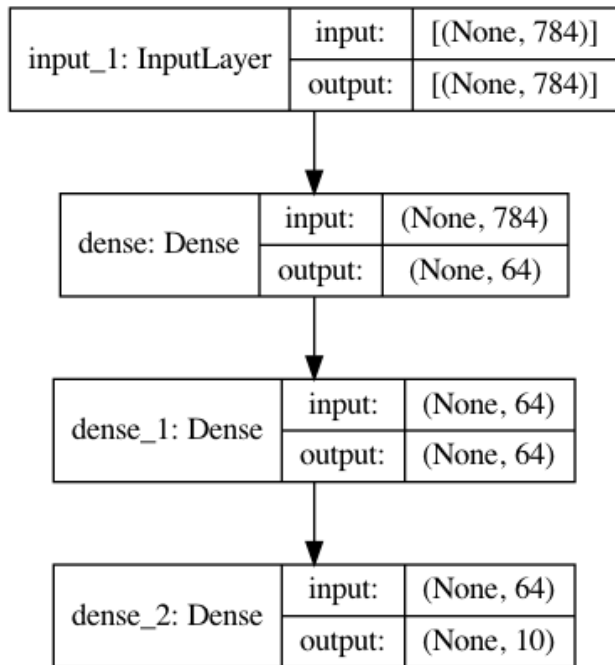 input_1: InputLayer input: [(None, 784)]
output: [(None, 784)]
dense: Dense input: (None, 784)
output: (None, 64)
dense_1: Dense input: (None, 64)
output: (None, 64)
dense_2: Dense input: (None, 64)
output: (None, 10)